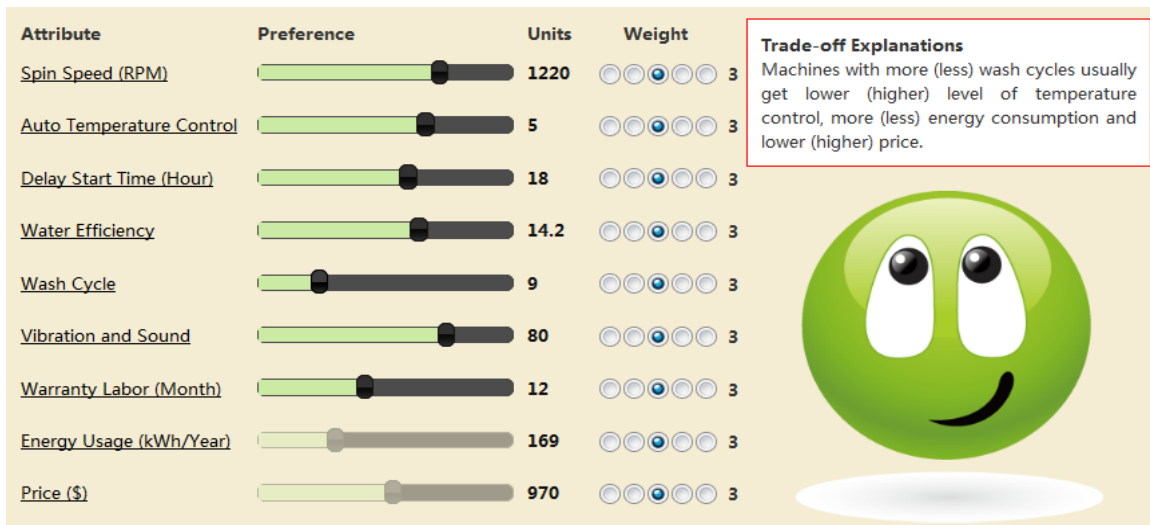 Attribute Preference Units Weight
Spin Speed (RPM) 1220 3
Auto Temperature Control 5 3
Delay Start Time (Hour) 18 3
Water Efficiency 14.2 3
Wash Cycle 9 3
Vibration and Sound 80 3
Warranty Labor (Month) 12 3
Energy Usage (kWh/Year) 169 3
Price ($) 970 3
Trade-off Explanations
Machines with more (less) wash cycles usually
get lower (higher) level of temperature
control, more (less) energy consumption and
lower (higher) price.